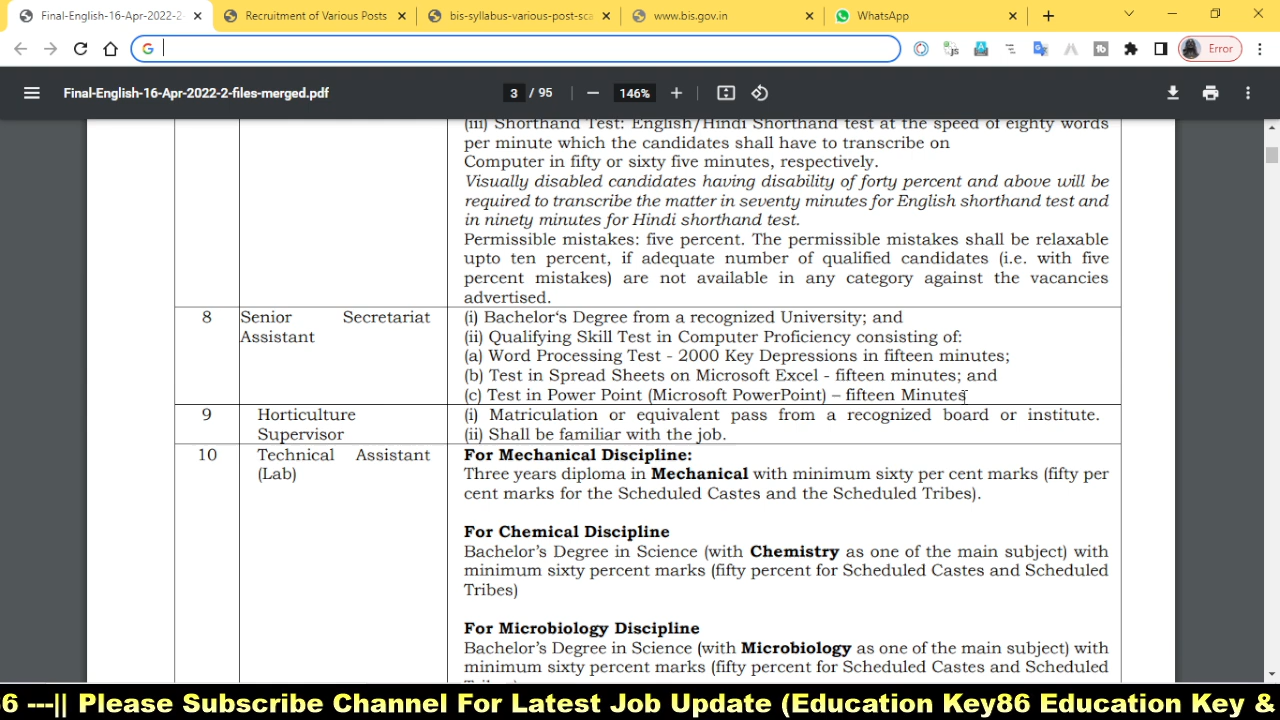 Final-English-16-Apr-2022-2-
Recruitment of Various Posts
bis-syllabus-various-post-sca
www.bis.gov.in
WhatsApp
Error
Final-English-16-Apr-2022-2-files-merged.pdf
3 / 95
146%
(iii) Shorthand Test: English/Hindi Shorthand test at the speed of eighty words
per minute which the candidates shall have to transcribe on
Computer in fifty or sixty five minutes, respectively.
Visually disabled candidates having disability of forty percent and above will be
required to transcribe the matter in seventy minutes for English shorthand test and
in ninety minutes for Hindi shorthand test.
Permissible mistakes: five percent. The permissible mistakes shall be relaxable
upto ten percent, if adequate number of qualified candidates (i.e. with five
percent mistakes) are not available in any category against the vacancies
advertised.
8 Senior Secretariat (i) Bachelor's Degree from a recognized University; and
Assistant (ii) Qualifying Skill Test in Computer Proficiency consisting of:
(a) Word Processing Test - 2000 Key Depressions in fifteen minutes;
(b) Test in Spread Sheets on Microsoft Excel - fifteen minutes; and
(c) Test in Power Point (Microsoft PowerPoint) – fifteen Minutes
9 Horticulture (i) Matriculation or equivalent pass from a recognized board or institute.
Supervisor (ii) Shall be familiar with the job.
10 Technical Assistant For Mechanical Discipline:
(Lab) Three years diploma in Mechanical with minimum sixty per cent marks (fifty per
cent marks for the Scheduled Castes and the Scheduled Tribes).
For Chemical Discipline
Bachelor's Degree in Science (with Chemistry as one of the main subject) with
minimum sixty percent marks (fifty percent for Scheduled Castes and Scheduled
Tribes)
For Microbiology Discipline
Bachelor's Degree in Science (with Microbiology as one of the main subject) with
minimum sixty percent marks (fifty percent for Scheduled Castes and Scheduled
6 ---|| Please Subscribe Channel For Latest Job Update (Education Key86 Education Key &